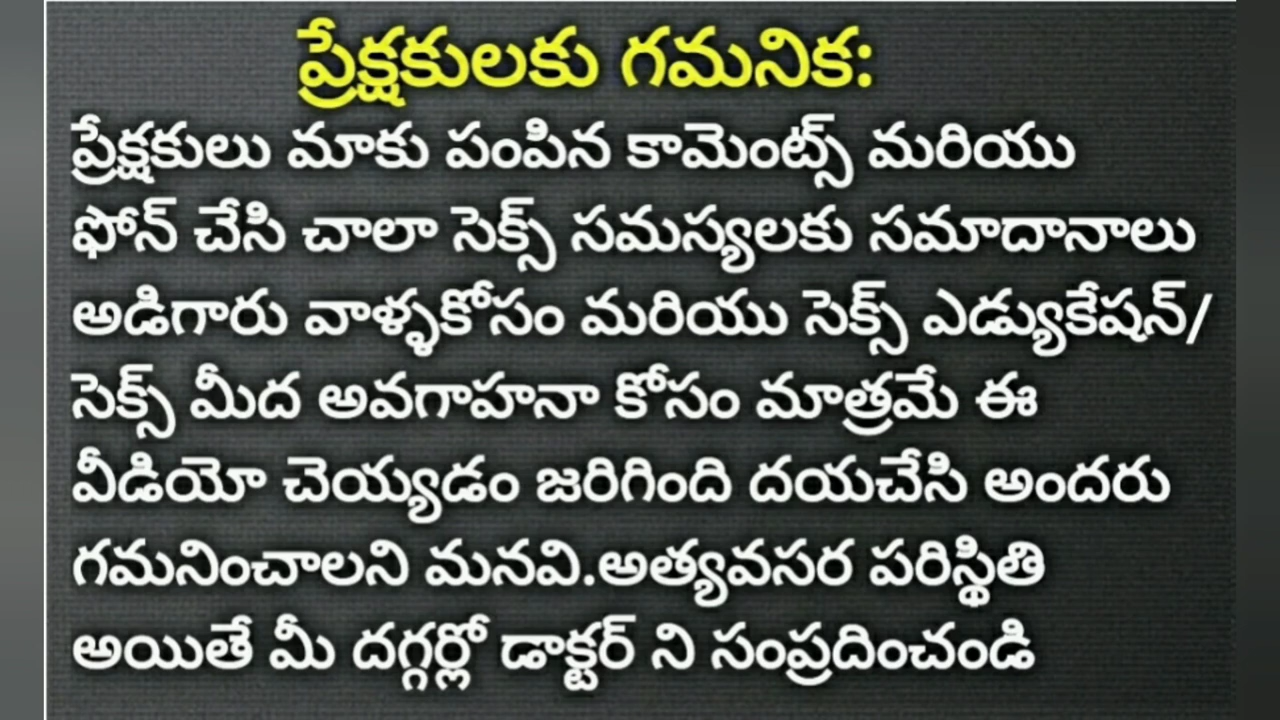 ప్రేక్షకులకు గమనిక:
ప్రేక్షకులు మాకు పంపిన కామెంట్స్ మరియు
ఫోన్ చేసి చాలా సెక్స్ సమస్యలకు సమాదానాలు
అడిగారు వాళ్ళకోసం మరియు సెక్స్ ఎడ్యుకేషన్/
సెక్స్ మీద అవగాహనా కోసం మాత్రమే ఈ
వీడియో చెయ్యడం జరిగింది దయచేసి అందరు
గమనించాలని మనవి.అత్యవసర పరిస్థితి
అయితే మీ దగ్గర్లో డాక్టర్ ని సంప్రదించండి